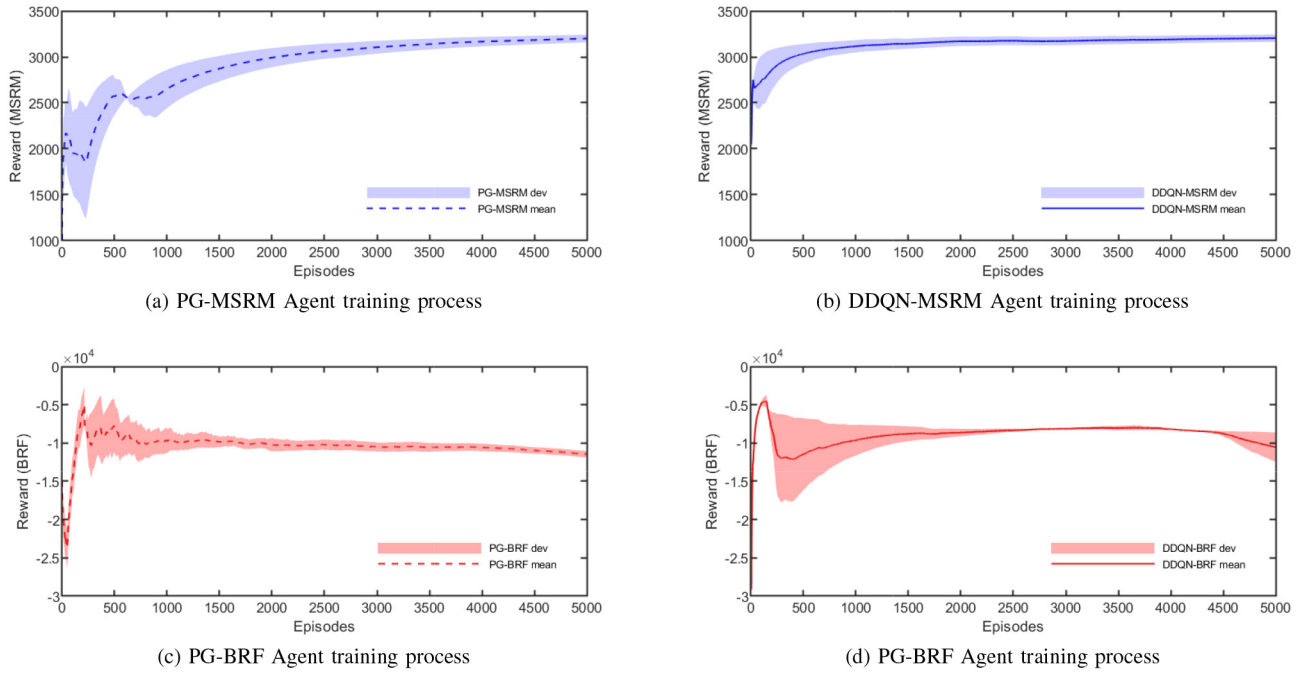 3500
3000
2500
2000
1500
1000
Reward (MSRM)
PG-MSRM dev
PG-MSRM mean
0 500 1000 1500 2000 2500 3000 3500 4000 4500 5000
Episodes
(a) PG-MSRM Agent training process
3500
3000
2500
2000
1500
1000
Reward (MSRM)
DDQN-MSRM dev
DDQN-MSRM mean
0 500 1000 1500 2000 2500 3000 3500 4000 4500 5000
Episodes
(b) DDQN-MSRM Agent training process
×10⁴
0
-0.5
-1
-1.5
-2
-2.5
-3
Reward (BRF)
PG-BRF dev
PG-BRF mean
0 500 1000 1500 2000 2500 3000 3500 4000 4500 5000
Episodes
(c) PG-BRF Agent training process
×10⁴
0
-0.5
-1
-1.5
-2
-2.5
-3
Reward (BRF)
DDQN-BRF dev
DDQN-BRF mean
0 500 1000 1500 2000 2500 3000 3500 4000 4500 5000
Episodes
(d) PG-BRF Agent training process